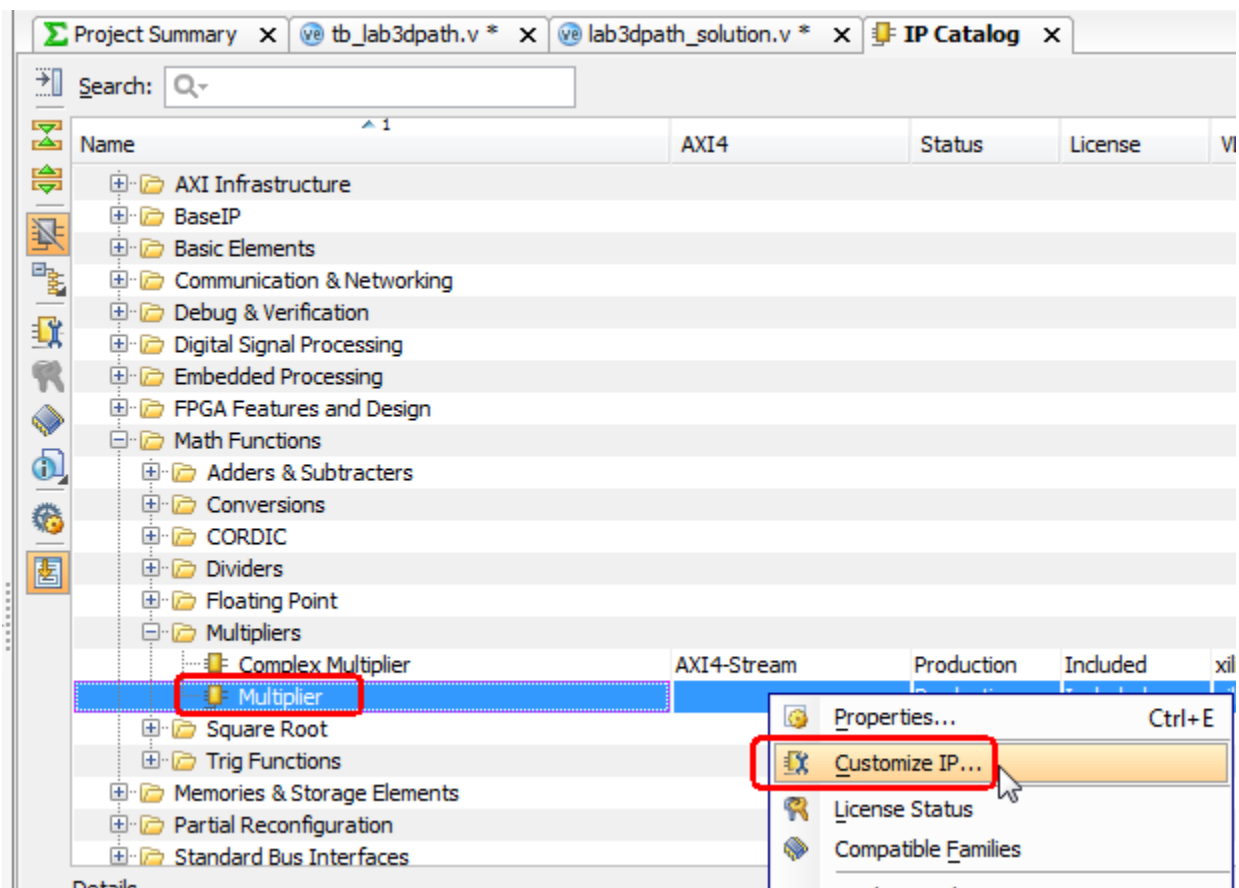 Project Summary x tb_lab3dpath.v * x lab3dpath_solution.v * x IP Catalog x
Search:
1
Name AXI4 Status License
AXI Infrastructure
BaseIP
Basic Elements
Communication & Networking
Debug & Verification
Digital Signal Processing
Embedded Processing
FPGA Features and Design
Math Functions
Adders & Subtracters
Conversions
CORDIC
Dividers
Floating Point
Multipliers
Complex Multiplier AXI4-Stream Production Included xil
Multiplier
Properties... Ctrl+E
Square Root
Customize IP...
Trig Functions
Memories & Storage Elements
License Status
Partial Reconfiguration
Compatible Families
Standard Bus Interfaces
Details